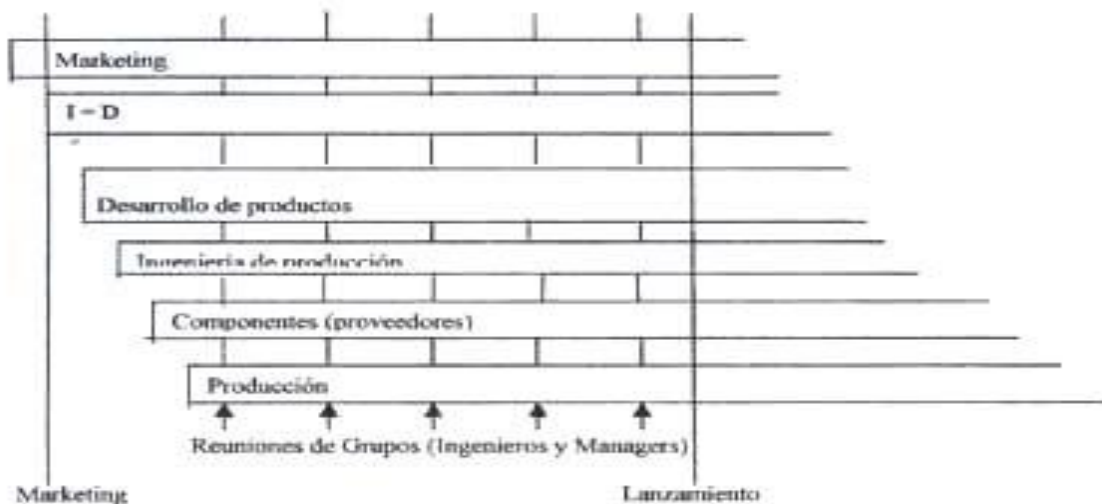 Marketing
I - D
Desarrollo de productos
Ingeniería de producción
Componentes (proveedores)
Producción
Reuniones de Grupos (Ingenieros y Managers)
Marketing
Lanzamiento